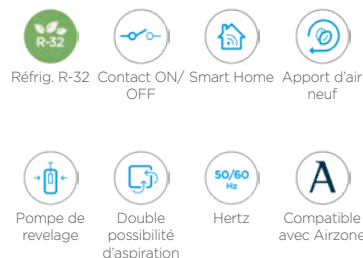 R-32
Réfrig. R-32
Contact ON/
OFF
Smart Home
Apport d'air
neuf
Pompe de
revelage
Double
possibilité
d'aspiration
50/60
Hz
Hertz
A
Compatible
avec Airzone